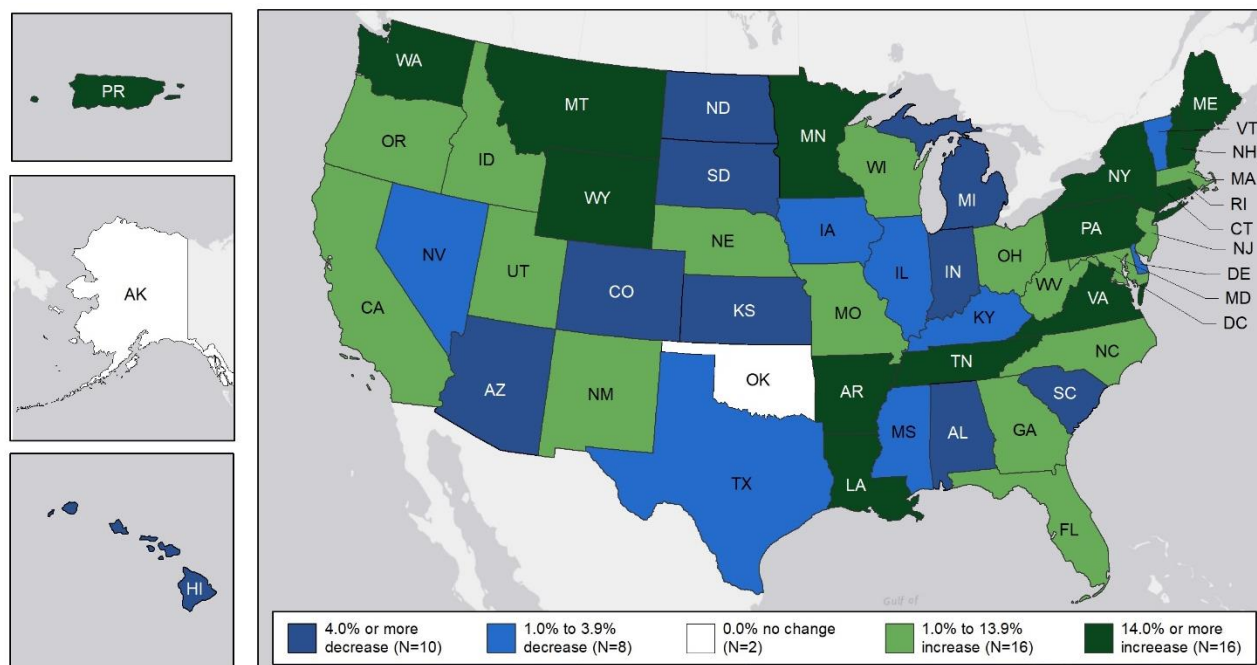 PR
AK
HI
WA
OR
CA
ID
NV
MT
WY
UT
AZ
CO
NM
ND
SD
NE
KS
OK
TX
MN
IA
MO
AR
LA
WI
IL
MI
IN
OH
KY
TN
MS
AL
GA
FL
SC
NC
VA
WV
PA
NY
ME
VT
NH
MA
RI
CT
NJ
DE
MD
DC
Gulf of
4.0% or more
decrease (N=10)
1.0% to 3.9%
decrease (N=8)
0.0% no change
(N=2)
1.0% to 13.9%
increase (N=16)
14.0% or more
increease (N=16)